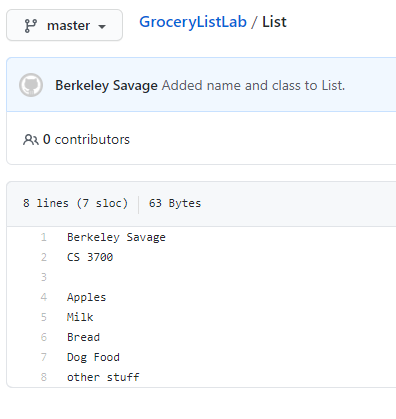 master GroceryListLab / List
Berkeley Savage Added name and class to List.
0 contributors
8 lines (7 sloc) 63 Bytes
1 Berkeley Savage
2 CS 3700
3
4 Apples
5 Milk
6 Bread
7 Dog Food
8 other stuff